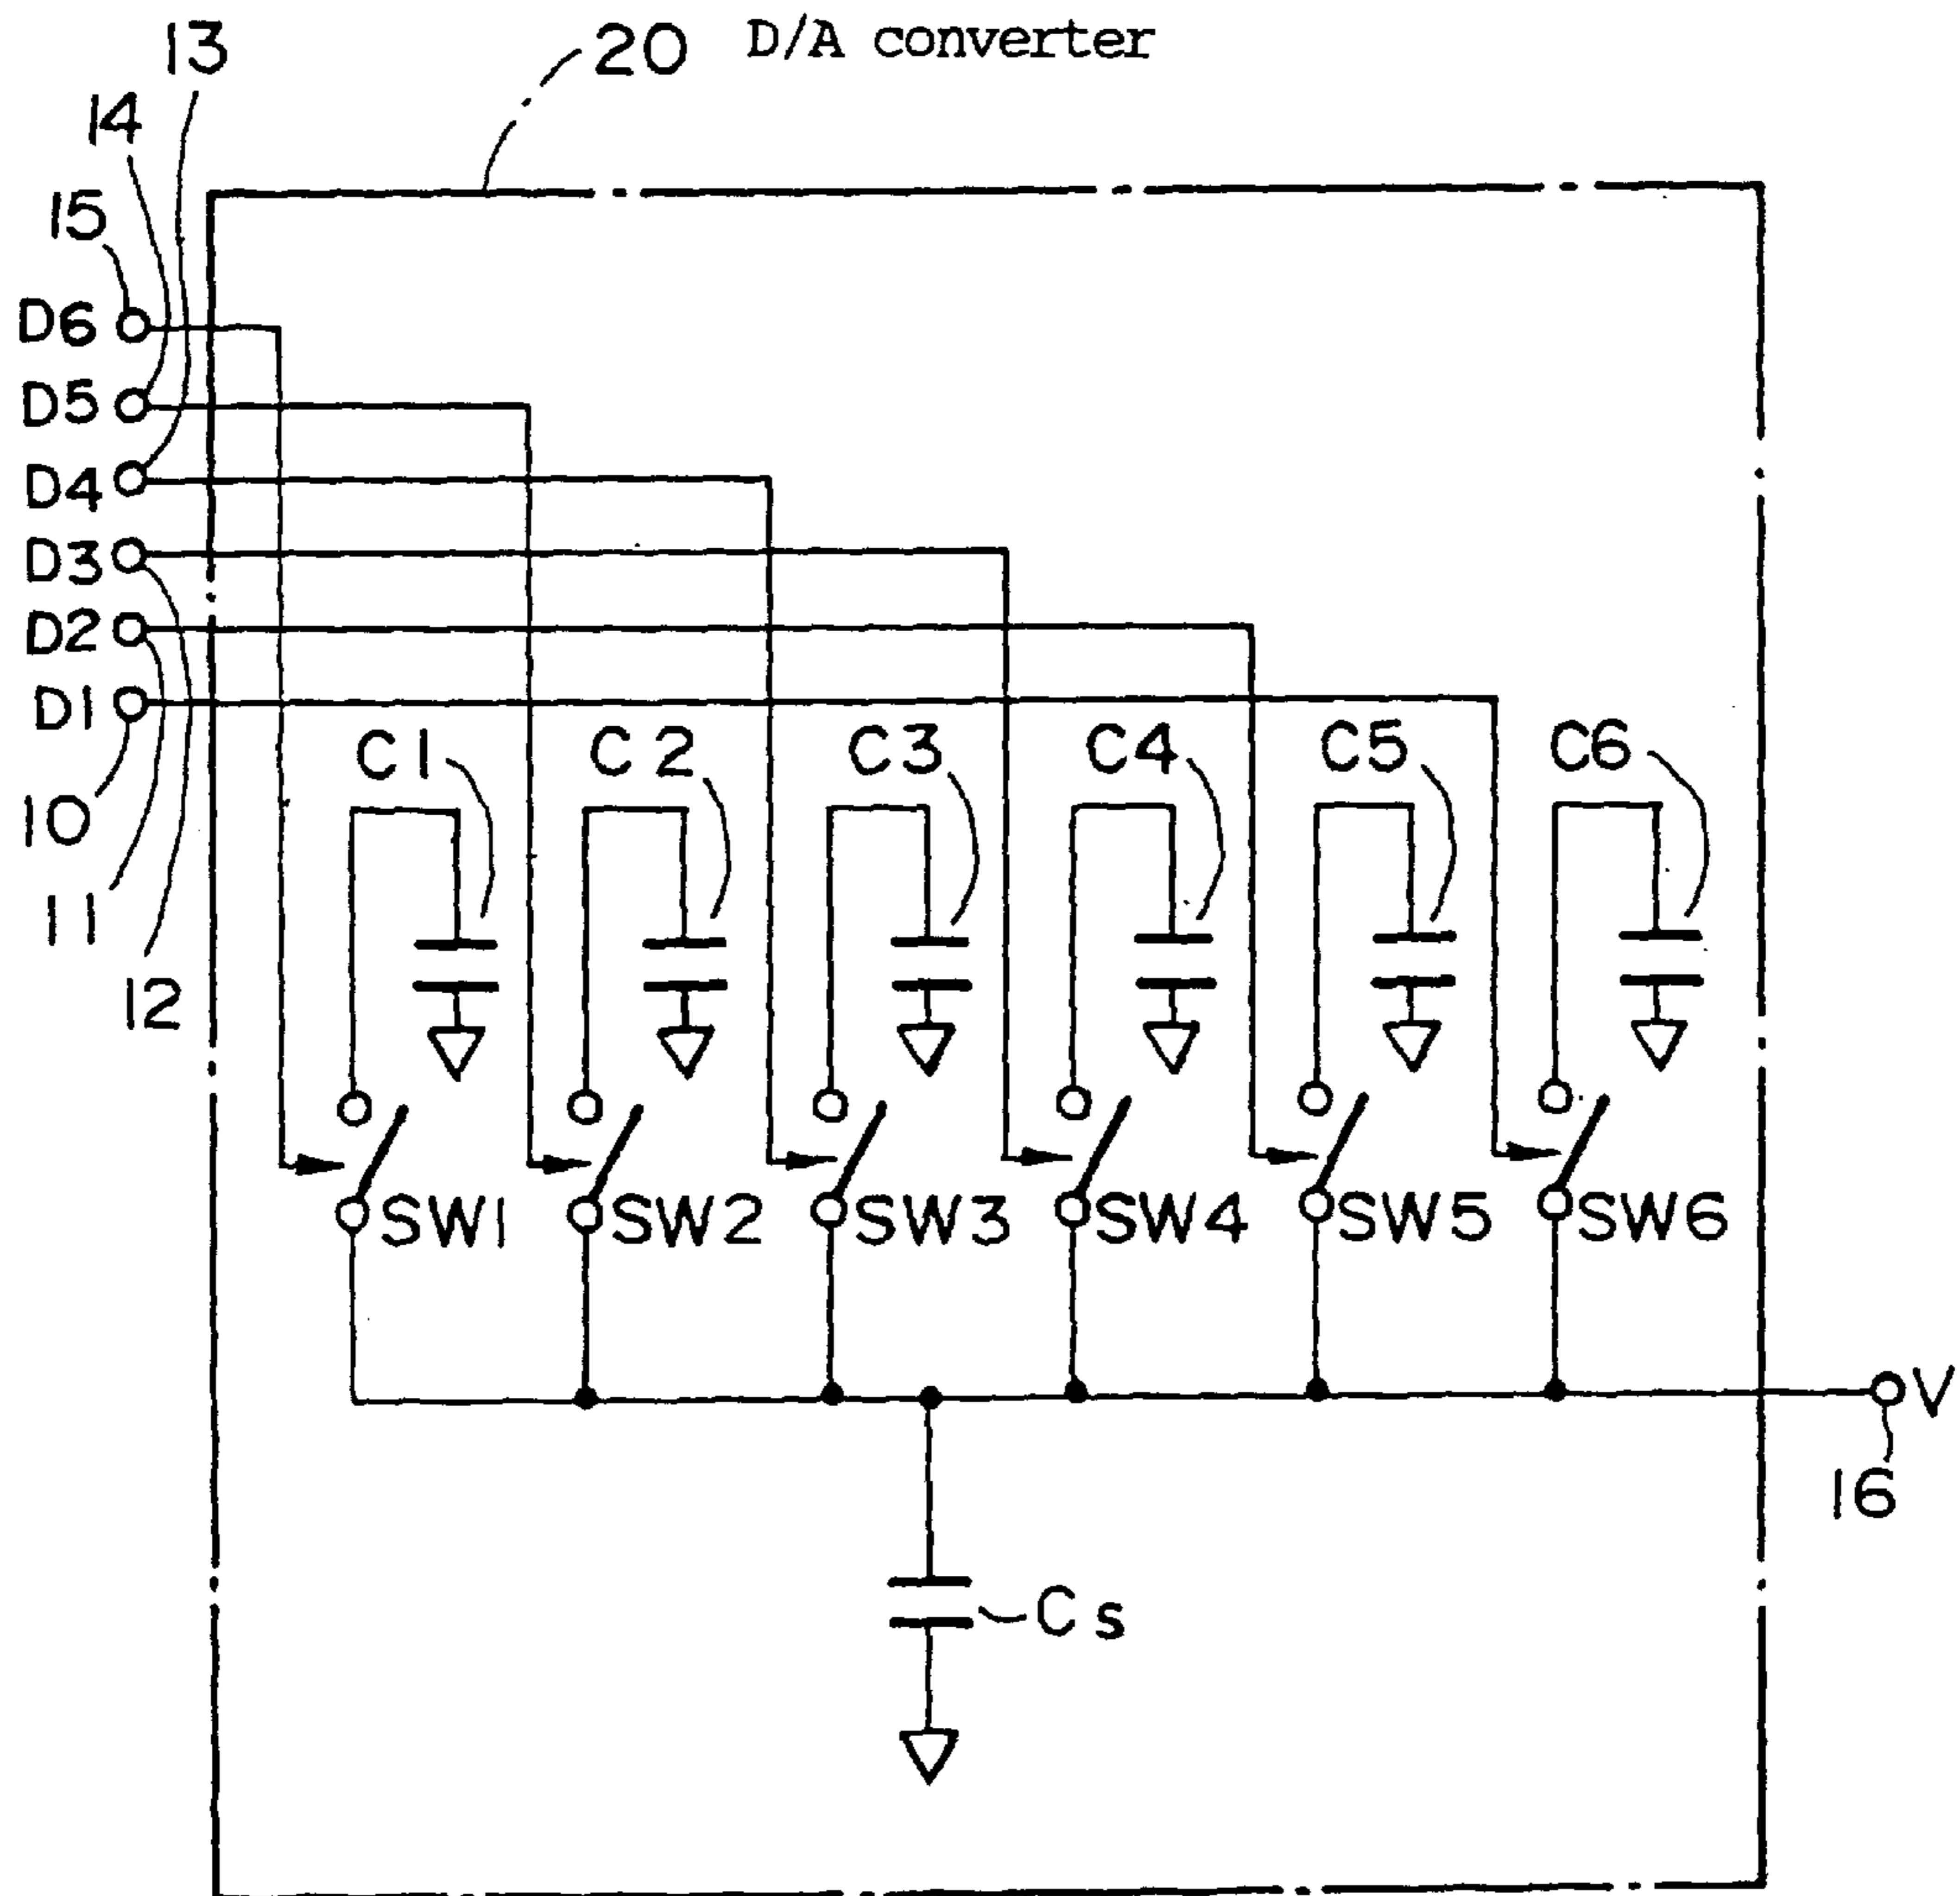 13
20 D/A converter
14
15
D6
D5
D4
D3
D2
D1
C1 C2 C3 C4 C5 C6
10
11
12
SW1 SW2 SW3 SW4 SW5 SW6
V
16
Cs